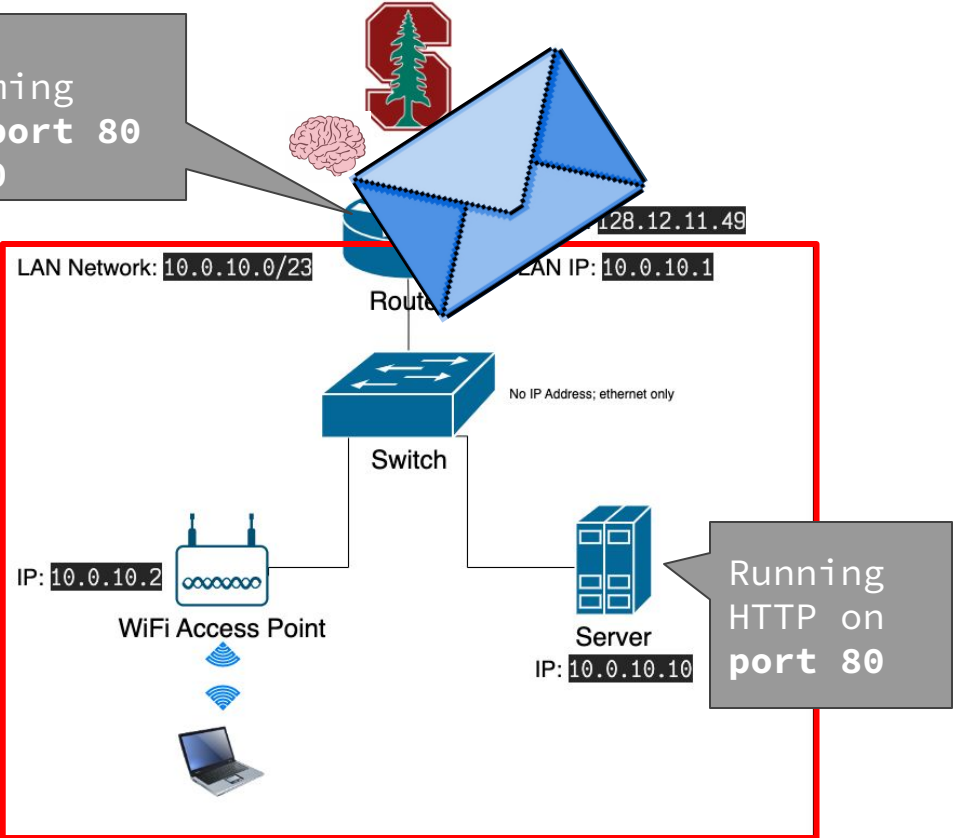 port 80
128.12.11.49
LAN Network: 10.0.10.0/23
LAN IP: 10.0.10.1
No IP Address; ethernet only
Switch
IP: 10.0.10.2
WiFi Access Point
Running
HTTP on
port 80
Server
IP: 10.0.10.10